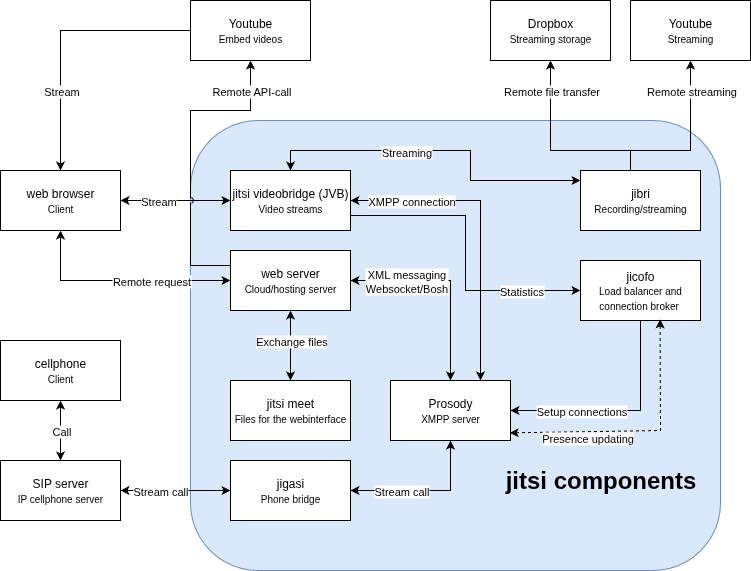 Youtube
Embed videos
Dropbox
Streaming storage
Youtube
Streaming
Stream
Remote API-call
Remote file transfer
Remote streaming
Streaming
web browser
Client
Stream
jitsi videobridge (JVB)
Video streams
XMPP connection
jibri
Recording/streaming
web server
Cloud/hosting server
Remote request
XML messaging
Websocket/Bosh
Statistics
jicofo
Load balancer and
connection broker
Exchange files
cellphone
Client
jitsi meet
Files for the webinterface
Prosody
XMPP server
Setup connections
Presence updating
Call
SIP server
IP cellphone server
Stream call
jigasi
Phone bridge
Stream call
jitsi components